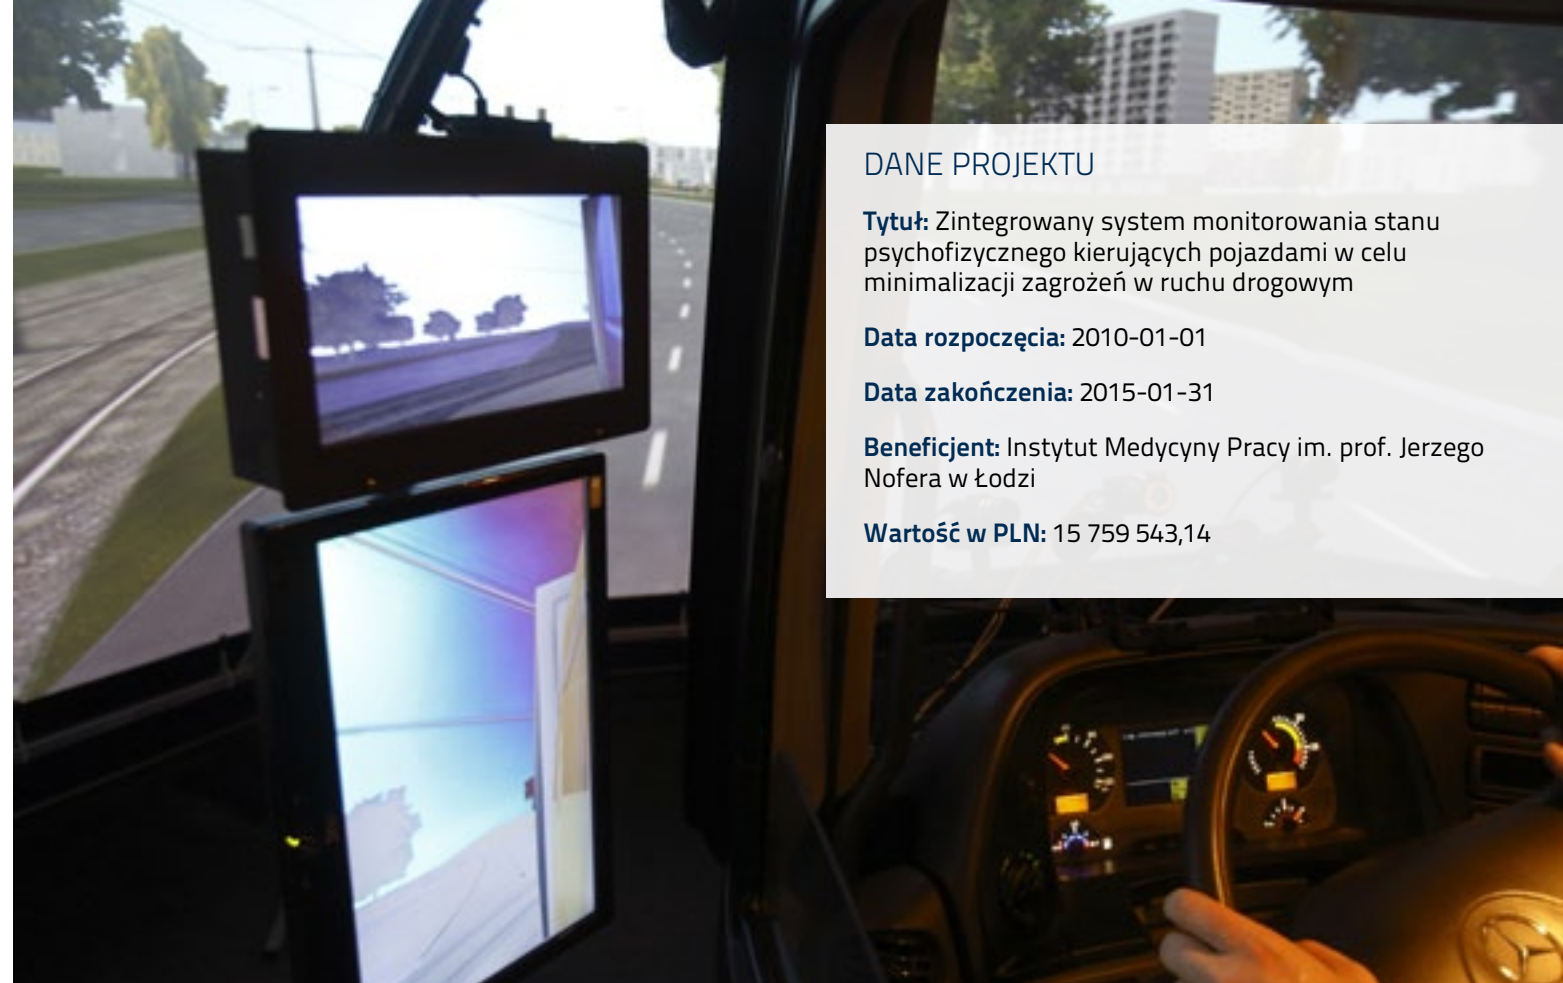 DANE PROJEKTU
Tytuł: Zintegrowany system monitorowania stanu
psychofizycznego kierujących pojazdami w celu
minimalizacji zagrożeń w ruchu drogowym
Data rozpoczęcia: 2010-01-01
Data zakończenia: 2015-01-31
Beneficjent: Instytut Medycyny Pracy im. prof. Jerzego
Nofera w Łodzi
Wartość w PLN: 15 759 543,14